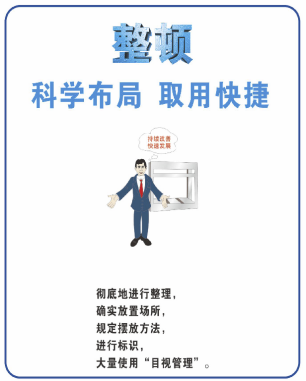 整顿
科学布局 取用快捷
持续改善
快速发展
彻底地进行整理，
确实放置场所，
规定摆放方法，
进行标识，
大量使用“目视管理”。